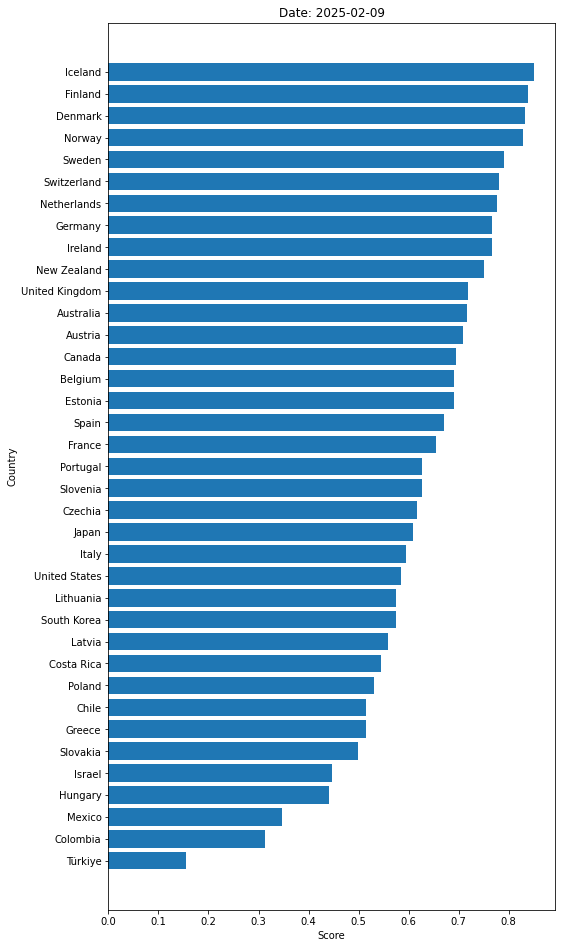 Date: 2025-02-09
Country
Iceland
Finland
Denmark
Norway
Sweden
Switzerland
Netherlands
Germany
Ireland
New Zealand
United Kingdom
Australia
Austria
Canada
Belgium
Estonia
Spain
France
Portugal
Slovenia
Czechia
Japan
Italy
United States
Lithuania
South Korea
Latvia
Costa Rica
Poland
Chile
Greece
Slovakia
Israel
Hungary
Mexico
Colombia
Türkiye
0.0 0.1 0.2 0.3 0.4 0.5 0.6 0.7 0.8
Score